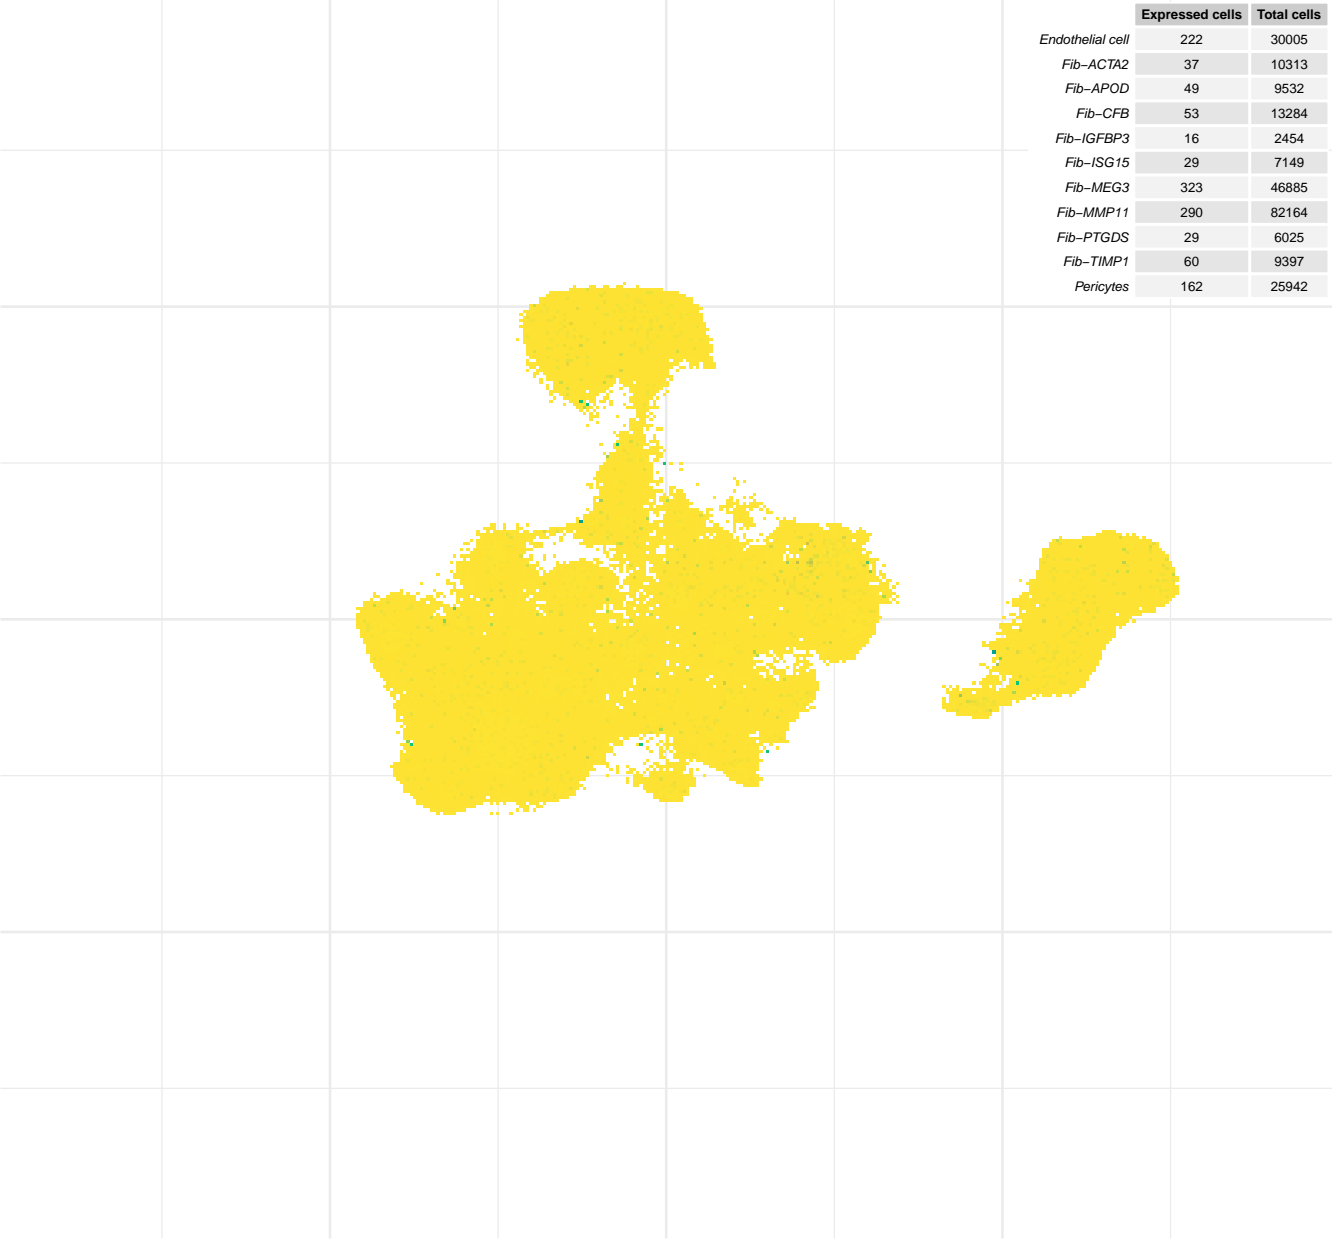 Expressed cells Total cells
Endothelial cell 222 30005
Fib−ACTA2 37 10313
Fib−APOD 49 9532
Fib−CFB 53 13284
Fib−IGFBP3 16 2454
Fib−ISG15 29 7149
Fib−MEG3 323 46885
Fib−MMP11 290 82164
Fib−PTGDS 29 6025
Fib−TIMP1 60 9397
Pericytes 162 25942